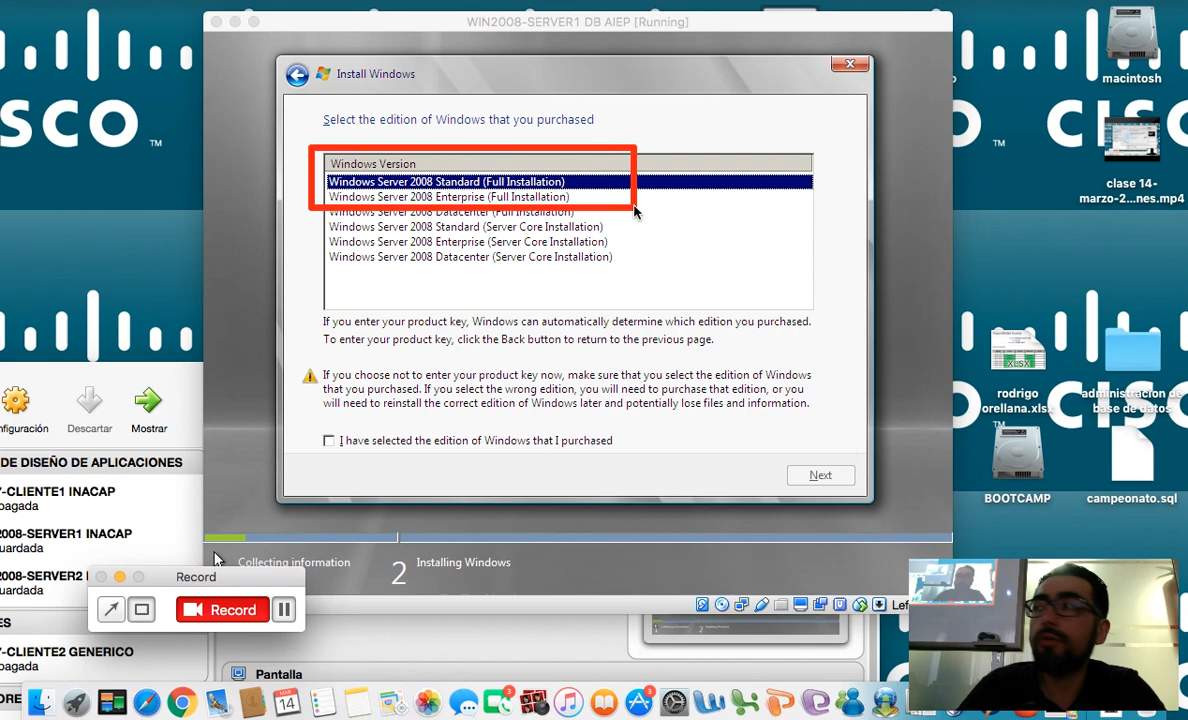 WIN2008-SERVER1 DB AIEP [Running]
Install Windows
Select the edition of Windows that you purchased
Windows Version
Windows Server 2008 Standard (Full Installation)
Windows Server 2008 Enterprise (Full Installation)
Windows Server 2008 Datacenter (Full Installation)
Windows Server 2008 Standard (Server Core Installation)
Windows Server 2008 Enterprise (Server Core Installation)
Windows Server 2008 Datacenter (Server Core Installation)
If you enter your product key, Windows can automatically determine which edition you purchased.
To enter your product key, click the Back button to return to the previous page.
If you choose not to enter your product key now, make sure that you select the edition of Windows
that you purchased. If you select the wrong edition, you will need to purchase that edition, or you
will need to reinstall the correct edition of Windows later and potentially lose files and information.
I have selected the edition of Windows that I purchased
Next
Collecting information
2 Installing Windows
Left
CISCO™
macintosh
clase 14-
marzo-2...nes.mp4
rodrigo
orellana.xlsx
administracion de
base de datos
BOOTCAMP
campeonato.sql
nfiguración
Descartar
Mostrar
DE DISEÑO DE APLICACIONES
7-CLIENTE1 INACAP
pagada
2008-SERVER1 INACAP
uardada
2008-SERVER2
uardada
ES
Y-CLIENTE2 GENERICO
pagada
Record
Record
Pantalla
XLSX
MAR
14
3
3